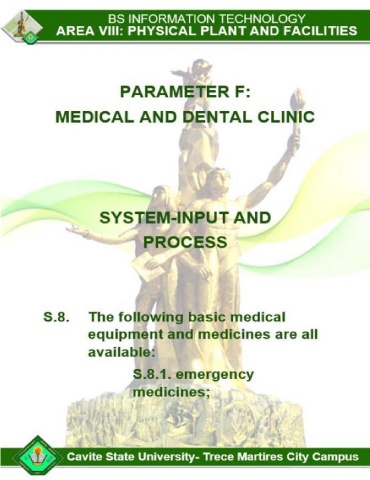 BS INFORMATION TECHNOLOGY
AREA VIII: PHYSICAL PLANT AND FACILITIES
PARAMETER F:
MEDICAL AND DENTAL CLINIC
SYSTEM-INPUT AND
PROCESS
S.8. The following basic medical
equipment and medicines are all
available:
S.8.1. emergency
medicines;
Cavite State University- Trece Martires City Campus